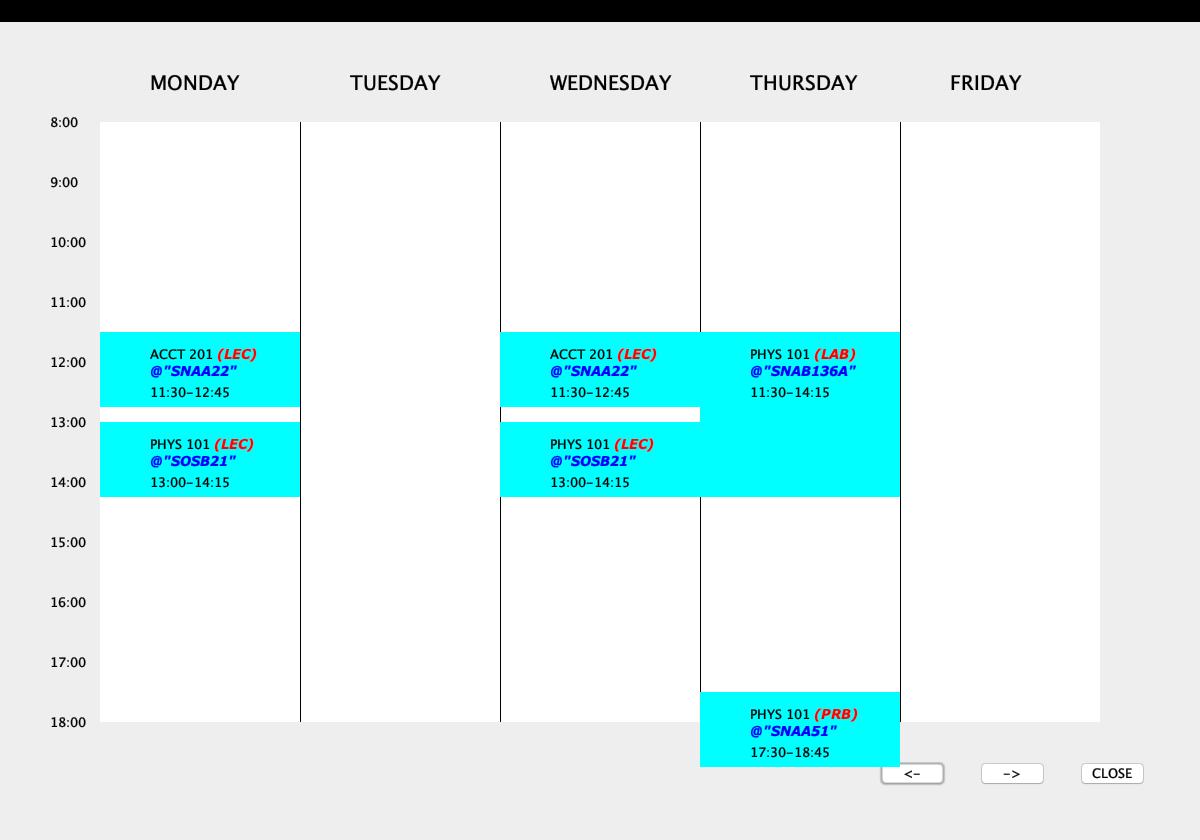 MONDAY TUESDAY WEDNESDAY THURSDAY FRIDAY
8:00
9:00
10:00
11:00
ACCT 201 (LEC) ACCT 201 (LEC) PHYS 101 (LAB)
12:00
@"SNAA22" @"SNAA22" @"SNAB136A"
11:30-12:45 11:30-12:45 11:30-14:15
13:00
PHYS 101 (LEC) PHYS 101 (LEC)
@"SOSB21" @"SOSB21"
14:00 13:00-14:15 13:00-14:15
15:00
16:00
17:00
PHYS 101 (PRB)
18:00
@"SNAA51"
17:30-18:45
<- -> CLOSE